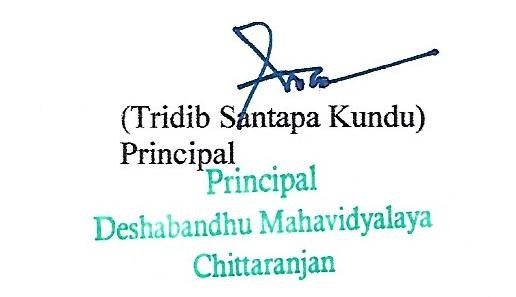 (Tridib Santapa Kundu)
Principal
Principal
Deshabandhu Mahavidyalaya
Chittaranjan